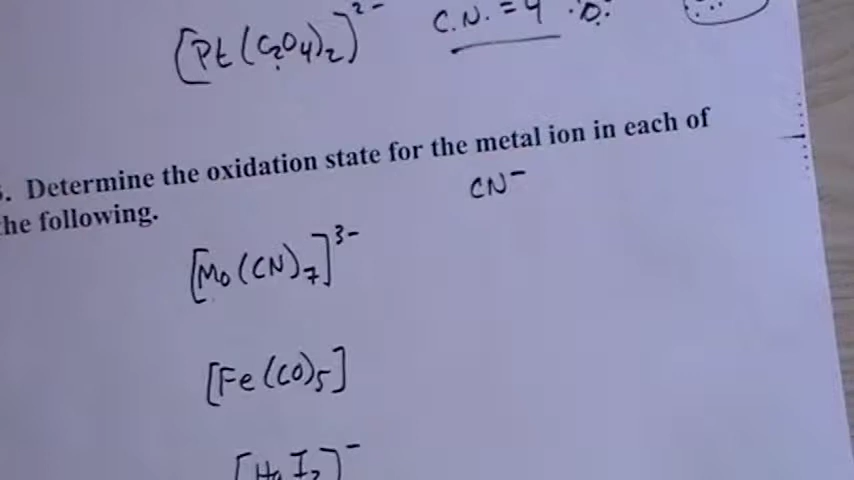 [Pt(C₂O₄)₂]²⁻ C.N. = 4
. Determine the oxidation state for the metal ion in each of
he following.
CN⁻
[Mo(CN)₇]³⁻
[Fe(CO)₅]